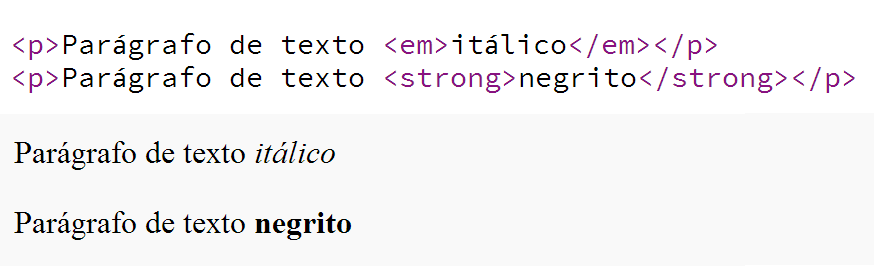 <p>Parágrafo de texto <em>itálico</em></p>
<p>Parágrafo de texto <strong>negrito</strong></p>
Parágrafo de texto itálico
Parágrafo de texto negrito